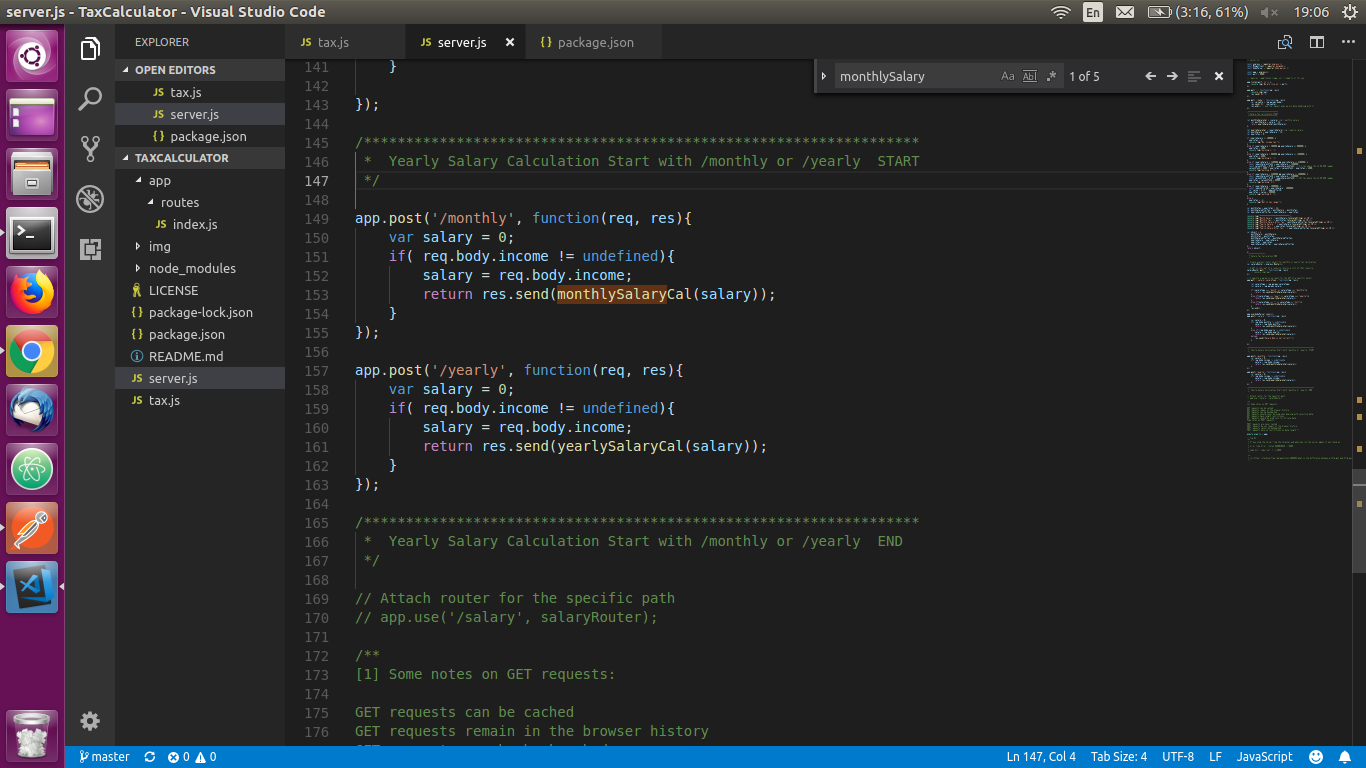 server.js - TaxCalculator - Visual Studio Code
En
(3:16, 61%)
19:06
EXPLORER
OPEN EDITORS
JS tax.js
JS server.js
{} package.json
TAXCALCULATOR
app
routes
JS index.js
img
node_modules
LICENSE
{} package-lock.json
{} package.json
README.md
JS server.js
JS tax.js
JS tax.js
JS server.js
{} package.json
monthlySalary
Aa
Abl
.*
1 of 5
141 }
142
143 });
144
145 /******************************************************************
146 *  Yearly Salary Calculation Start with /monthly or /yearly  START
147 */
148
149 app.post('/monthly', function(req, res){
150 var salary = 0;
151 if( req.body.income != undefined){
152 salary = req.body.income;
153 return res.send(monthlySalaryCal(salary));
154 }
155 });
156
157 app.post('/yearly', function(req, res){
158 var salary = 0;
159 if( req.body.income != undefined){
160 salary = req.body.income;
161 return res.send(yearlySalaryCal(salary));
162 }
163 });
164
165 /******************************************************************
166 *  Yearly Salary Calculation Start with /monthly or /yearly  END
167 */
168
169 // Attach router for the specific path
170 // app.use('/salary', salaryRouter);
171
172 /**
173 [1] Some notes on GET requests:
174
175 GET requests can be cached
176 GET requests remain in the browser history
master
0
0
Ln 147, Col 4
Tab Size: 4
UTF-8
LF
JavaScript